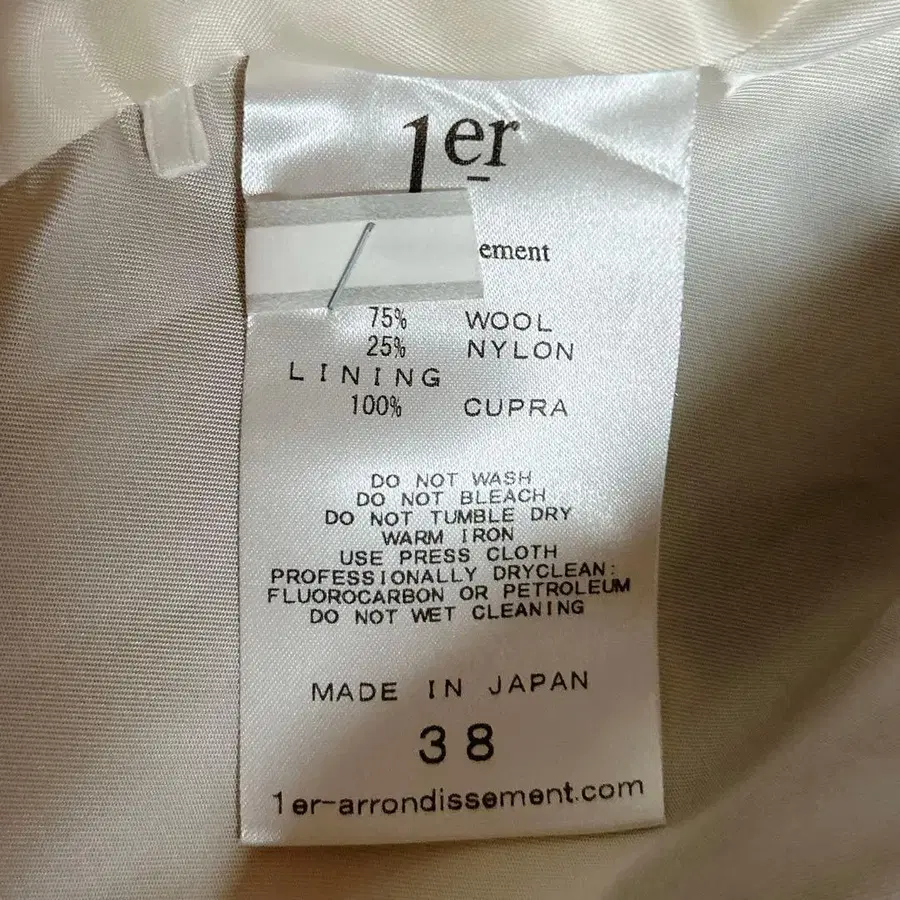 1er
ement
75% WOOL
25% NYLON
LINING
100% CUPRA
DO NOT WASH
DO NOT BLEACH
DO NOT TUMBLE DRY
WARM IRON
USE PRESS CLOTH
PROFESSIONALLY DRYCLEAN:
FLUOROCARBON OR PETROLEUM
DO NOT WET CLEANING
MADE IN JAPAN
38
1er-arrondissement.com